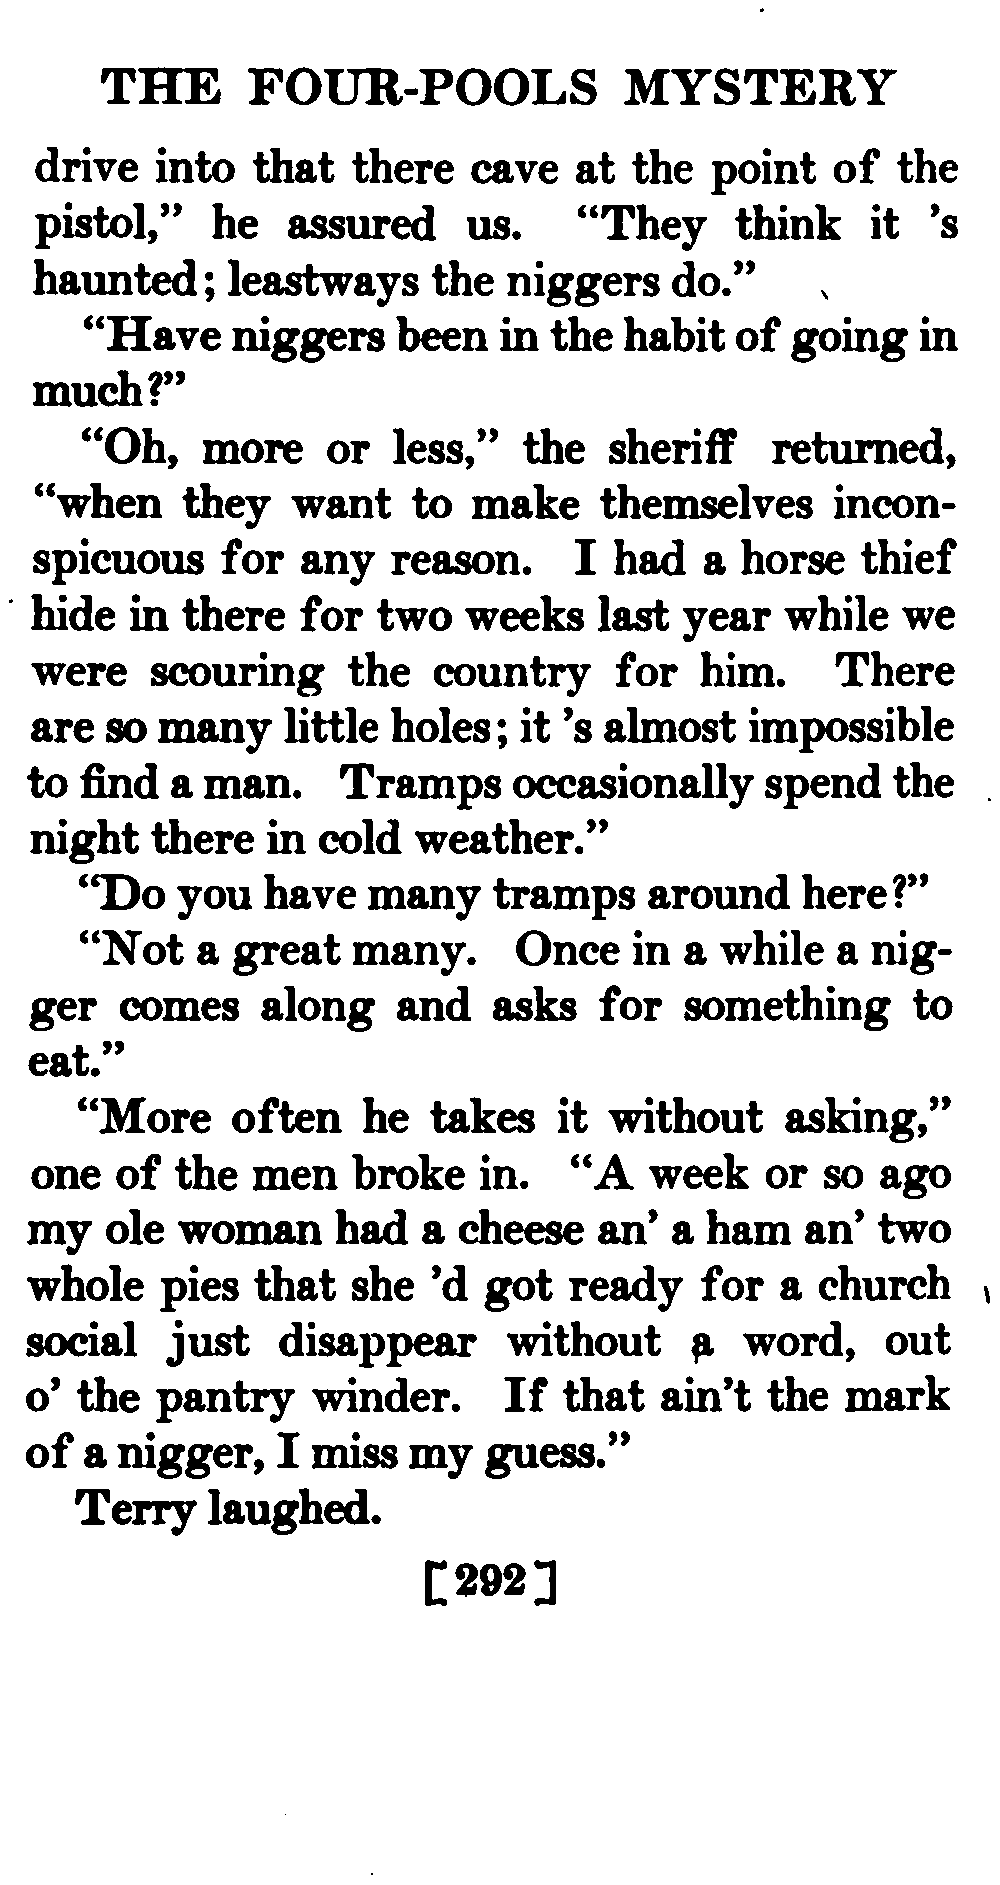 THE FOUR-POOLS MYSTERY
drive into that there cave at the point of the
pistol,” he assured us. “They think it ’s
haunted; leastways the niggers do.”
“Have niggers been in the habit of going in
much?”
“Oh, more or less,” the sheriff returned,
“when they want to make themselves incon-
spicuous for any reason. I had a horse thief
hide in there for two weeks last year while we
were scouring the country for him. There
are so many little holes; it ’s almost impossible
to find a man. Tramps occasionally spend the
night there in cold weather.”
“Do you have many tramps around here?”
“Not a great many. Once in a while a nig-
ger comes along and asks for something to
eat.”
“More often he takes it without asking,”
one of the men broke in. “A week or so ago
my ole woman had a cheese an’ a ham an’ two
whole pies that she ’d got ready for a church
social just disappear without a word, out
o’ the pantry winder. If that ain’t the mark
of a nigger, I miss my guess.”
Terry laughed.
[292]